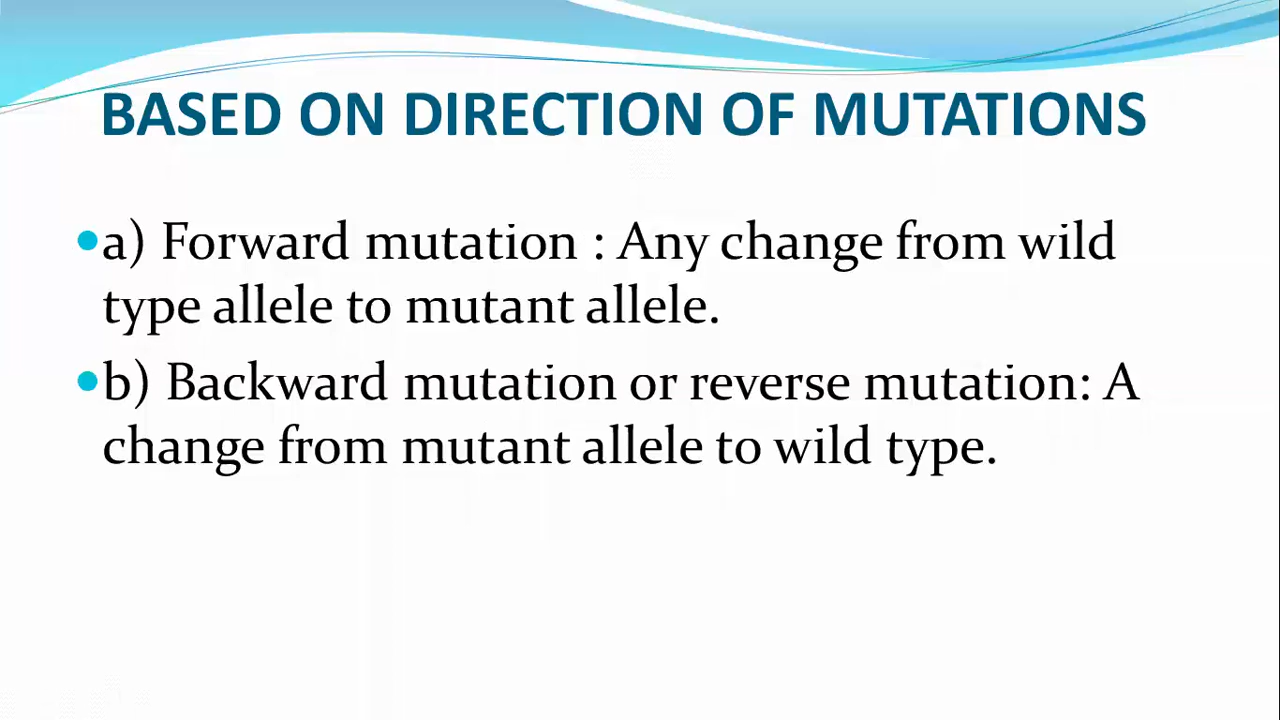 BASED ON DIRECTION OF MUTATIONS
•a) Forward mutation : Any change from wild
type allele to mutant allele.
•b) Backward mutation or reverse mutation: A
change from mutant allele to wild type.